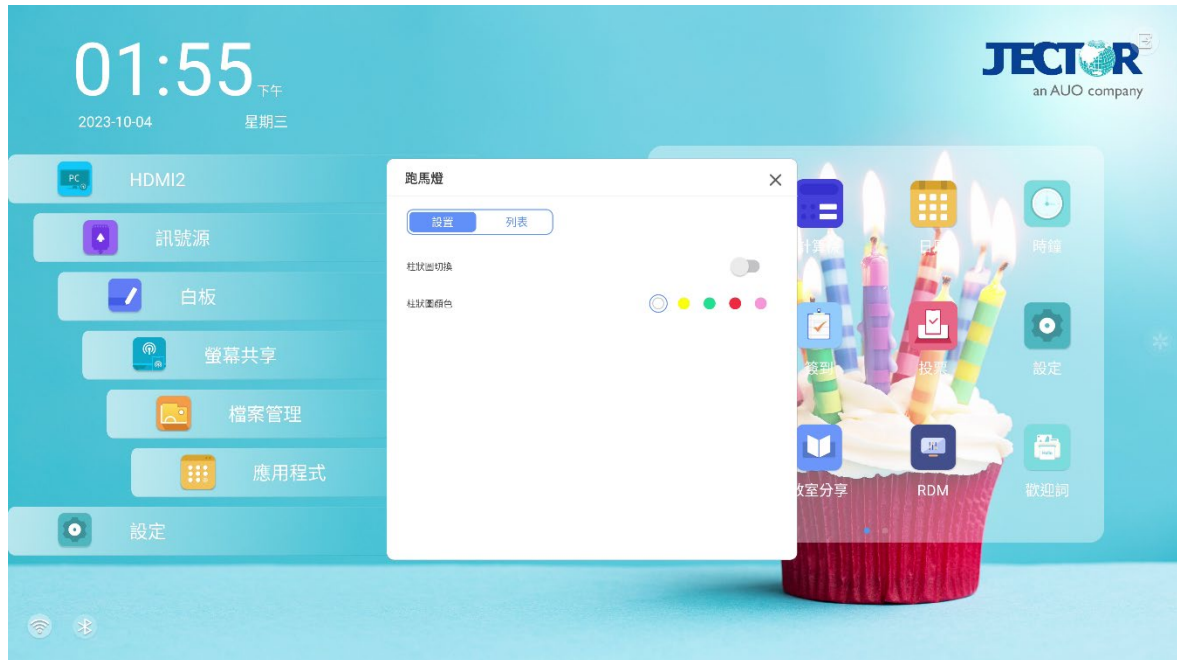 01:55 下午
2023-10-04 星期三
JECTOR
an AUO company
PC
HDMI2
訊號源
白板
螢幕共享
檔案管理
應用程式
設定
跑馬燈
設置
列表
柱狀圖切換
柱狀圖顏色
時鐘
簽到
投票
設定
RDM
歡迎詞